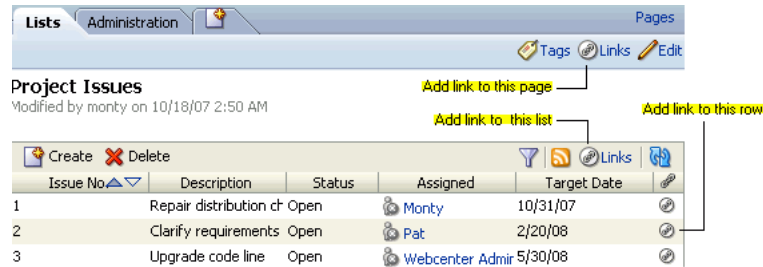 Lists Administration Pages
Tags Links Edit
Project Issues
Add link to this page
Modified by monty on 10/18/07 2:50 AM
Add link to this row
Add link to this list
Create Delete Links
Issue No. Description Status Assigned Target Date
1 Repair distribution ch Open Monty 10/31/07
2 Clarify requirements Open Pat 2/20/08
3 Upgrade code line Open Webcenter Admir 5/30/08